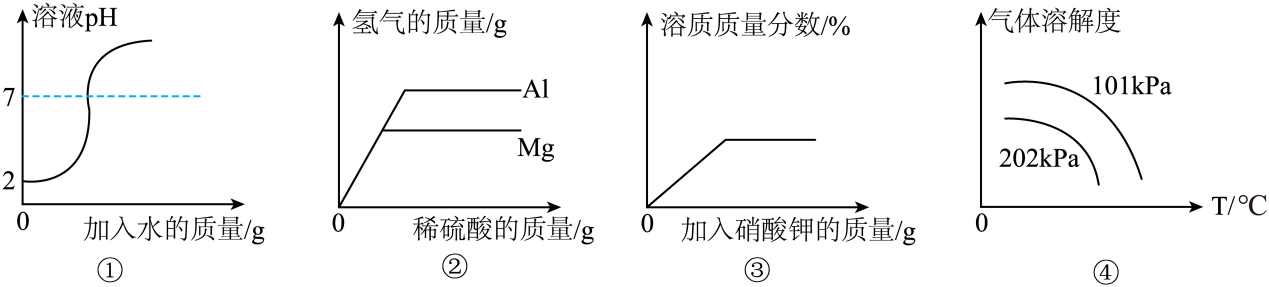 溶液pH
7
2
0
加入水的质量/g
①
氢气的质量/g
Al
Mg
0
稀硫酸的质量/g
②
溶质质量分数/%
0
加入硝酸钾的质量/g
③
气体溶解度
101kPa
202kPa
0
T/℃
④